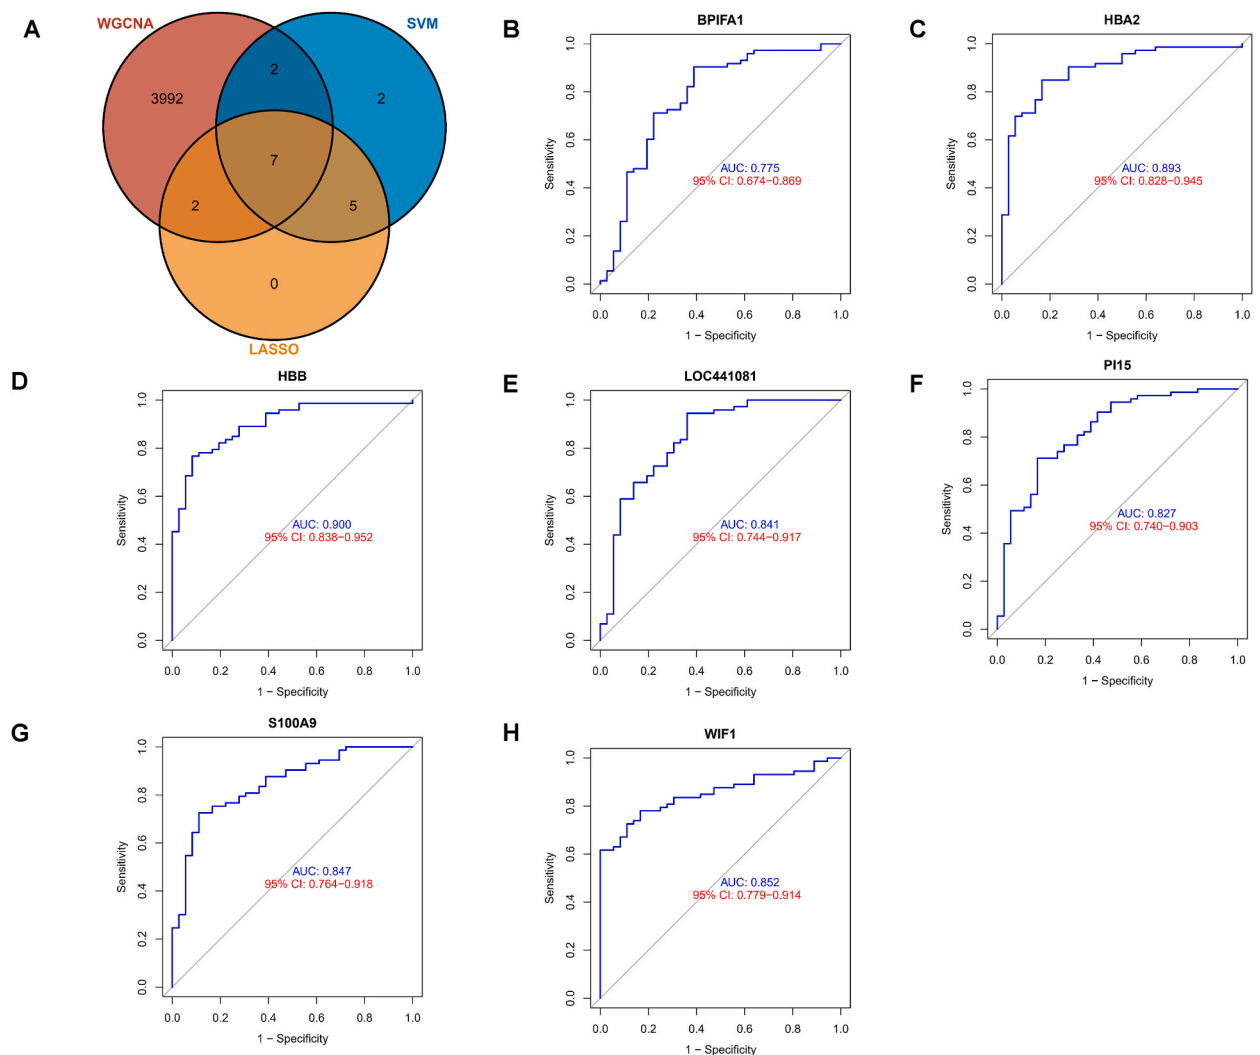 A
WGCNA
SVM
3992
2
2
7
2
5
0
LASSO
B
BPIFA1
Sensitivity
1.0
0.8
0.6
0.4
0.2
0.0
AUC: 0.775
95% CI: 0.674−0.869
0.0 0.2 0.4 0.6 0.8 1.0
1 − Specificity
C
HBA2
Sensitivity
1.0
0.8
0.6
0.4
0.2
0.0
AUC: 0.893
95% CI: 0.828−0.945
0.0 0.2 0.4 0.6 0.8 1.0
1 − Specificity
D
HBB
Sensitivity
1.0
0.8
0.6
0.4
0.2
0.0
AUC: 0.900
95% CI: 0.838−0.952
0.0 0.2 0.4 0.6 0.8 1.0
1 − Specificity
E
LOC441081
Sensitivity
1.0
0.8
0.6
0.4
0.2
0.0
AUC: 0.841
95% CI: 0.744−0.917
0.0 0.2 0.4 0.6 0.8 1.0
1 − Specificity
F
PI15
Sensitivity
1.0
0.8
0.6
0.4
0.2
0.0
AUC: 0.827
95% CI: 0.740−0.903
0.0 0.2 0.4 0.6 0.8 1.0
1 − Specificity
G
S100A9
Sensitivity
1.0
0.8
0.6
0.4
0.2
0.0
AUC: 0.847
95% CI: 0.764−0.918
0.0 0.2 0.4 0.6 0.8 1.0
1 − Specificity
H
WIF1
Sensitivity
1.0
0.8
0.6
0.4
0.2
0.0
AUC: 0.852
95% CI: 0.779−0.914
0.0 0.2 0.4 0.6 0.8 1.0
1 − Specificity